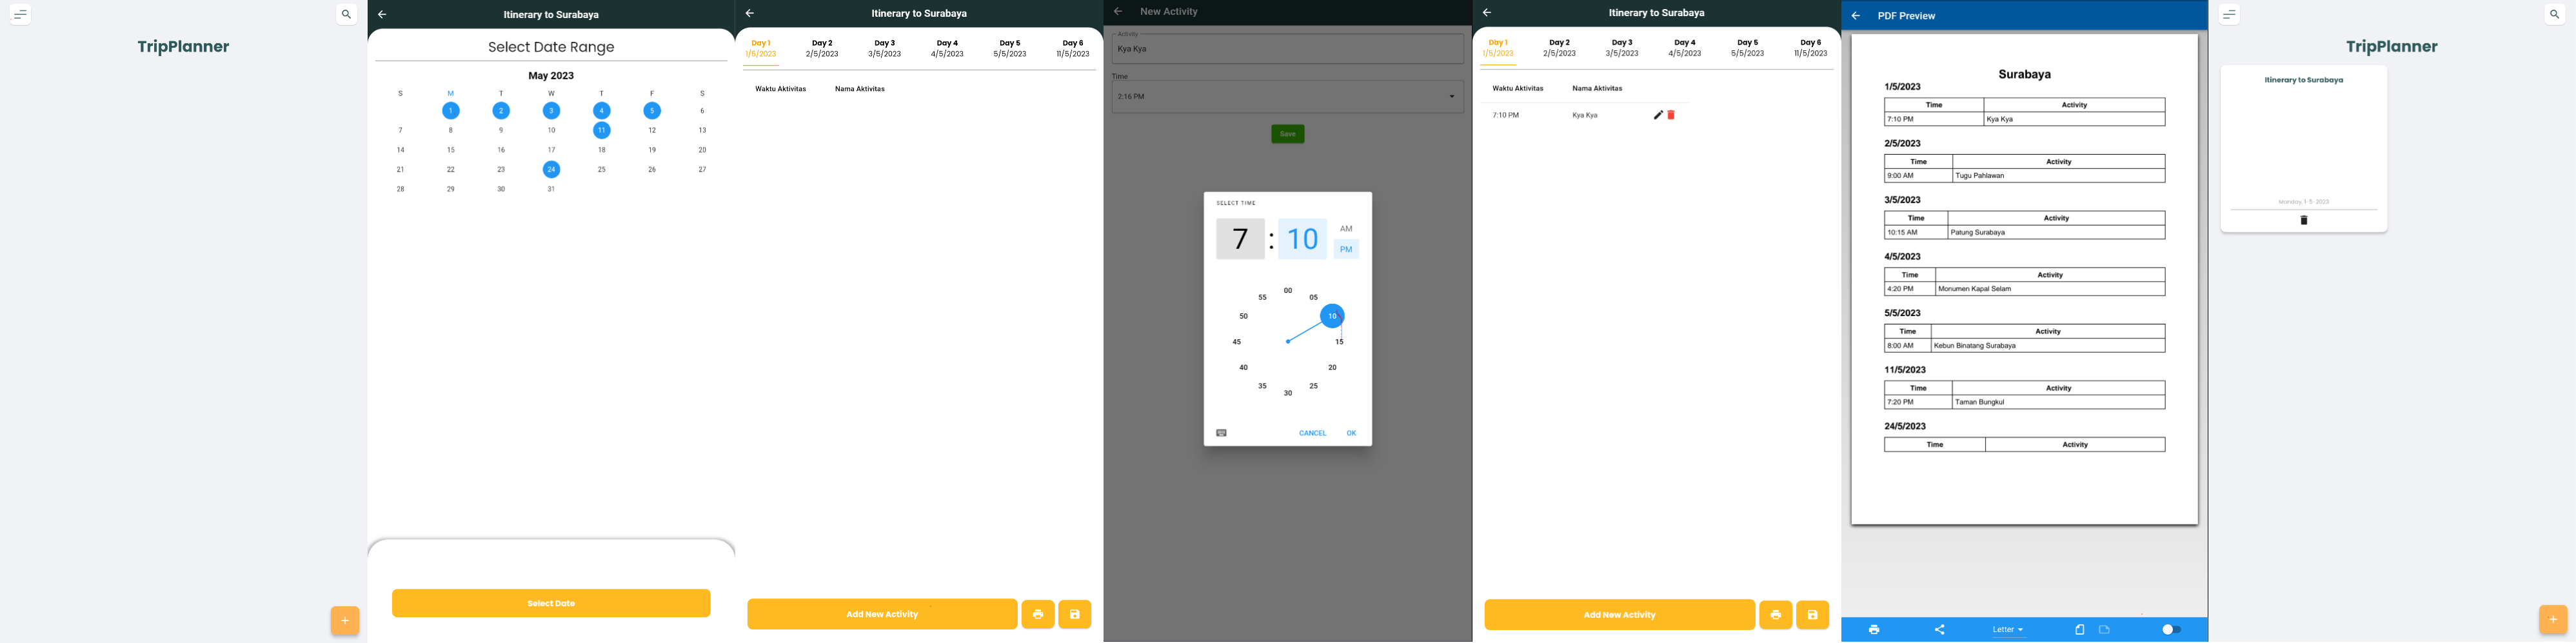 TripPlanner
Itinerary to Surabaya
Select Date Range
May 2023
S M T W T F S
1 2 3 4 5 6
7 8 9 10 11 12 13
14 15 16 17 18 19 20
21 22 23 24 25 26 27
28 29 30 31
Select Date
Itinerary to Surabaya
Day 1 Day 2 Day 3 Day 4 Day 5 Day 6
1/5/2023 2/5/2023 3/5/2023 4/5/2023 5/5/2023 11/5/2023
Waktu Aktivitas Nama Aktivitas
Add New Activity
New Activity
Activity
Kya Kya
Time
2:16 PM
Save
SELECT TIME
7 : 10
AM
PM
00
55 05
50 10
45 15
40 20
35 25
30
CANCEL OK
Itinerary to Surabaya
Day 1 Day 2 Day 3 Day 4 Day 5 Day 6
1/5/2023 2/5/2023 3/5/2023 4/5/2023 5/5/2023 11/5/2023
Waktu Aktivitas Nama Aktivitas
7:10 PM Kya Kya
Add New Activity
PDF Preview
Surabaya
1/5/2023
Time Activity
7:10 PM Kya Kya
2/5/2023
Time Activity
9:00 AM Tugu Pahlawan
3/5/2023
Time Activity
10:15 AM Patung Surabaya
4/5/2023
Time Activity
4:20 PM Monumen Kapal Selam
5/5/2023
Time Activity
8:00 AM Kebun Binatang Surabaya
11/5/2023
Time Activity
7:20 PM Taman Bungkul
24/5/2023
Time Activity
Letter
TripPlanner
Itinerary to Surabaya
Monday, 1 5 2023